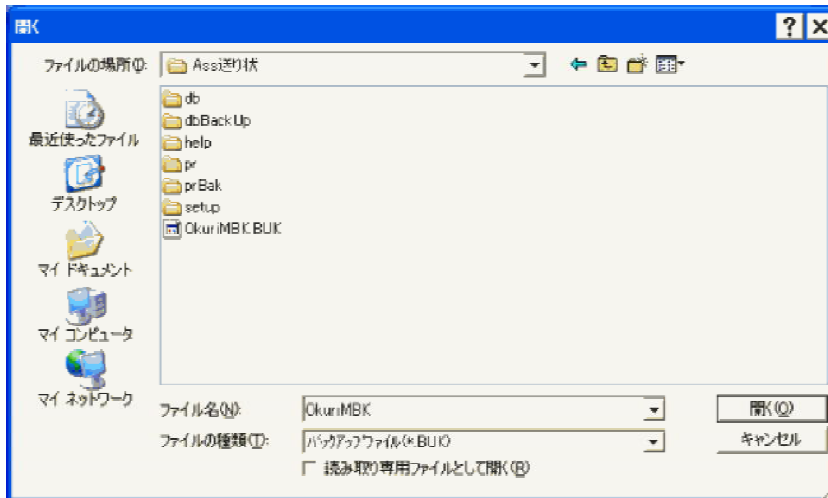 開く
ファイルの場所(I):
Ass送り状
最近使ったファイル
デスクトップ
マイ ドキュメント
マイ コンピュータ
マイ ネットワーク
db
dbBackUp
help
pr
prBak
setup
OkuriMBK.BUK
ファイル名(N):
OkuriMBK
開く(O)
ファイルの種類(T):
バックアップファイル(*.BUK)
キャンセル
読み取り専用ファイルとして開く(R)